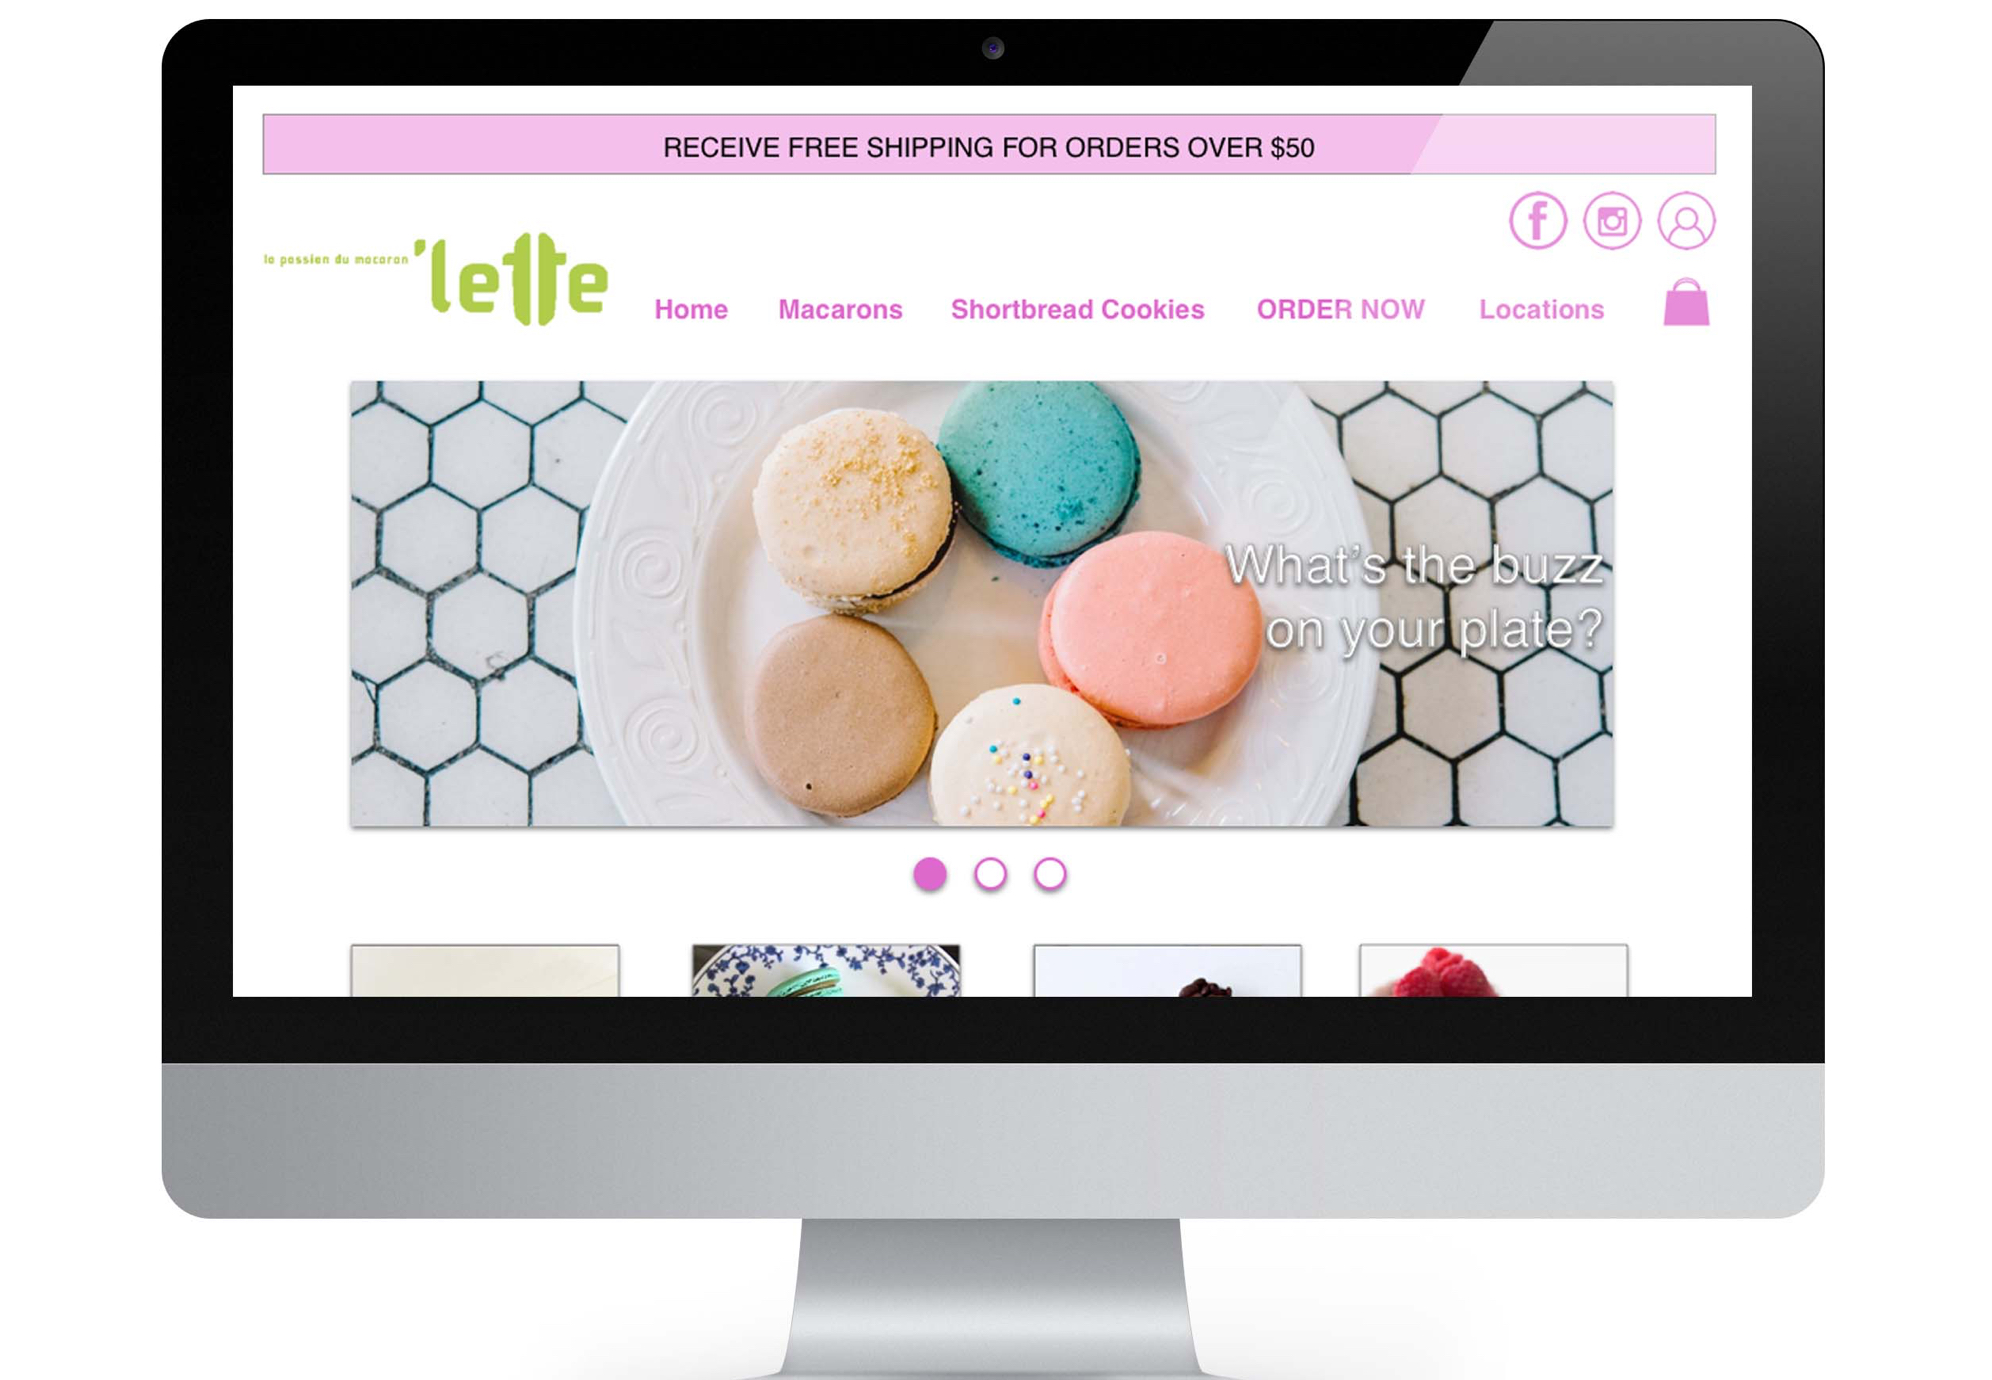 RECEIVE FREE SHIPPING FOR ORDERS OVER $50
la passion du macaron 'lette
Home Macarons Shortbread Cookies ORDER NOW Locations
What's the buzz
on your plate?